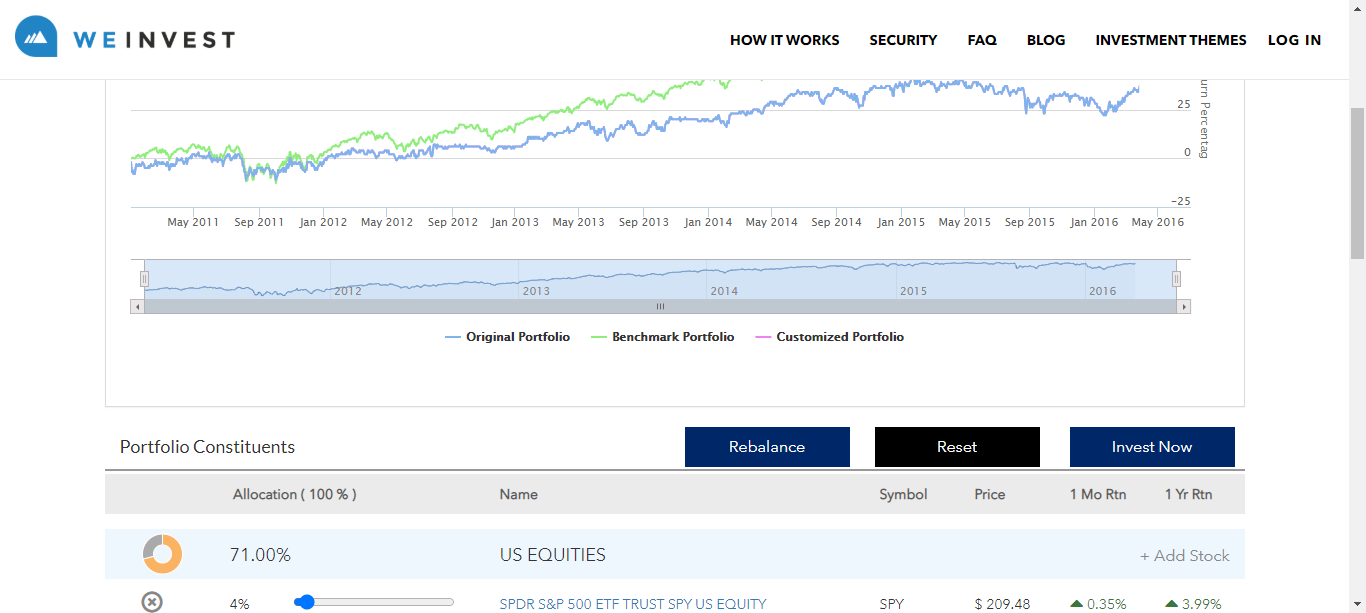 WEINVEST
HOW IT WORKS SECURITY FAQ BLOG INVESTMENT THEMES LOG IN
25
0
-25
urn Percentag
May 2011 Sep 2011 Jan 2012 May 2012 Sep 2012 Jan 2013 May 2013 Sep 2013 Jan 2014 May 2014 Sep 2014 Jan 2015 May 2015 Sep 2015 Jan 2016 May 2016
2012 2013 2014 2015 2016
Original Portfolio Benchmark Portfolio Customized Portfolio
Portfolio Constituents Rebalance Reset Invest Now
Allocation ( 100 % ) Name Symbol Price 1 Mo Rtn 1 Yr Rtn
71.00% US EQUITIES + Add Stock
4% SPDR S&P 500 ETF TRUST SPY US EQUITY SPY $ 209.48 0.35% 3.99%